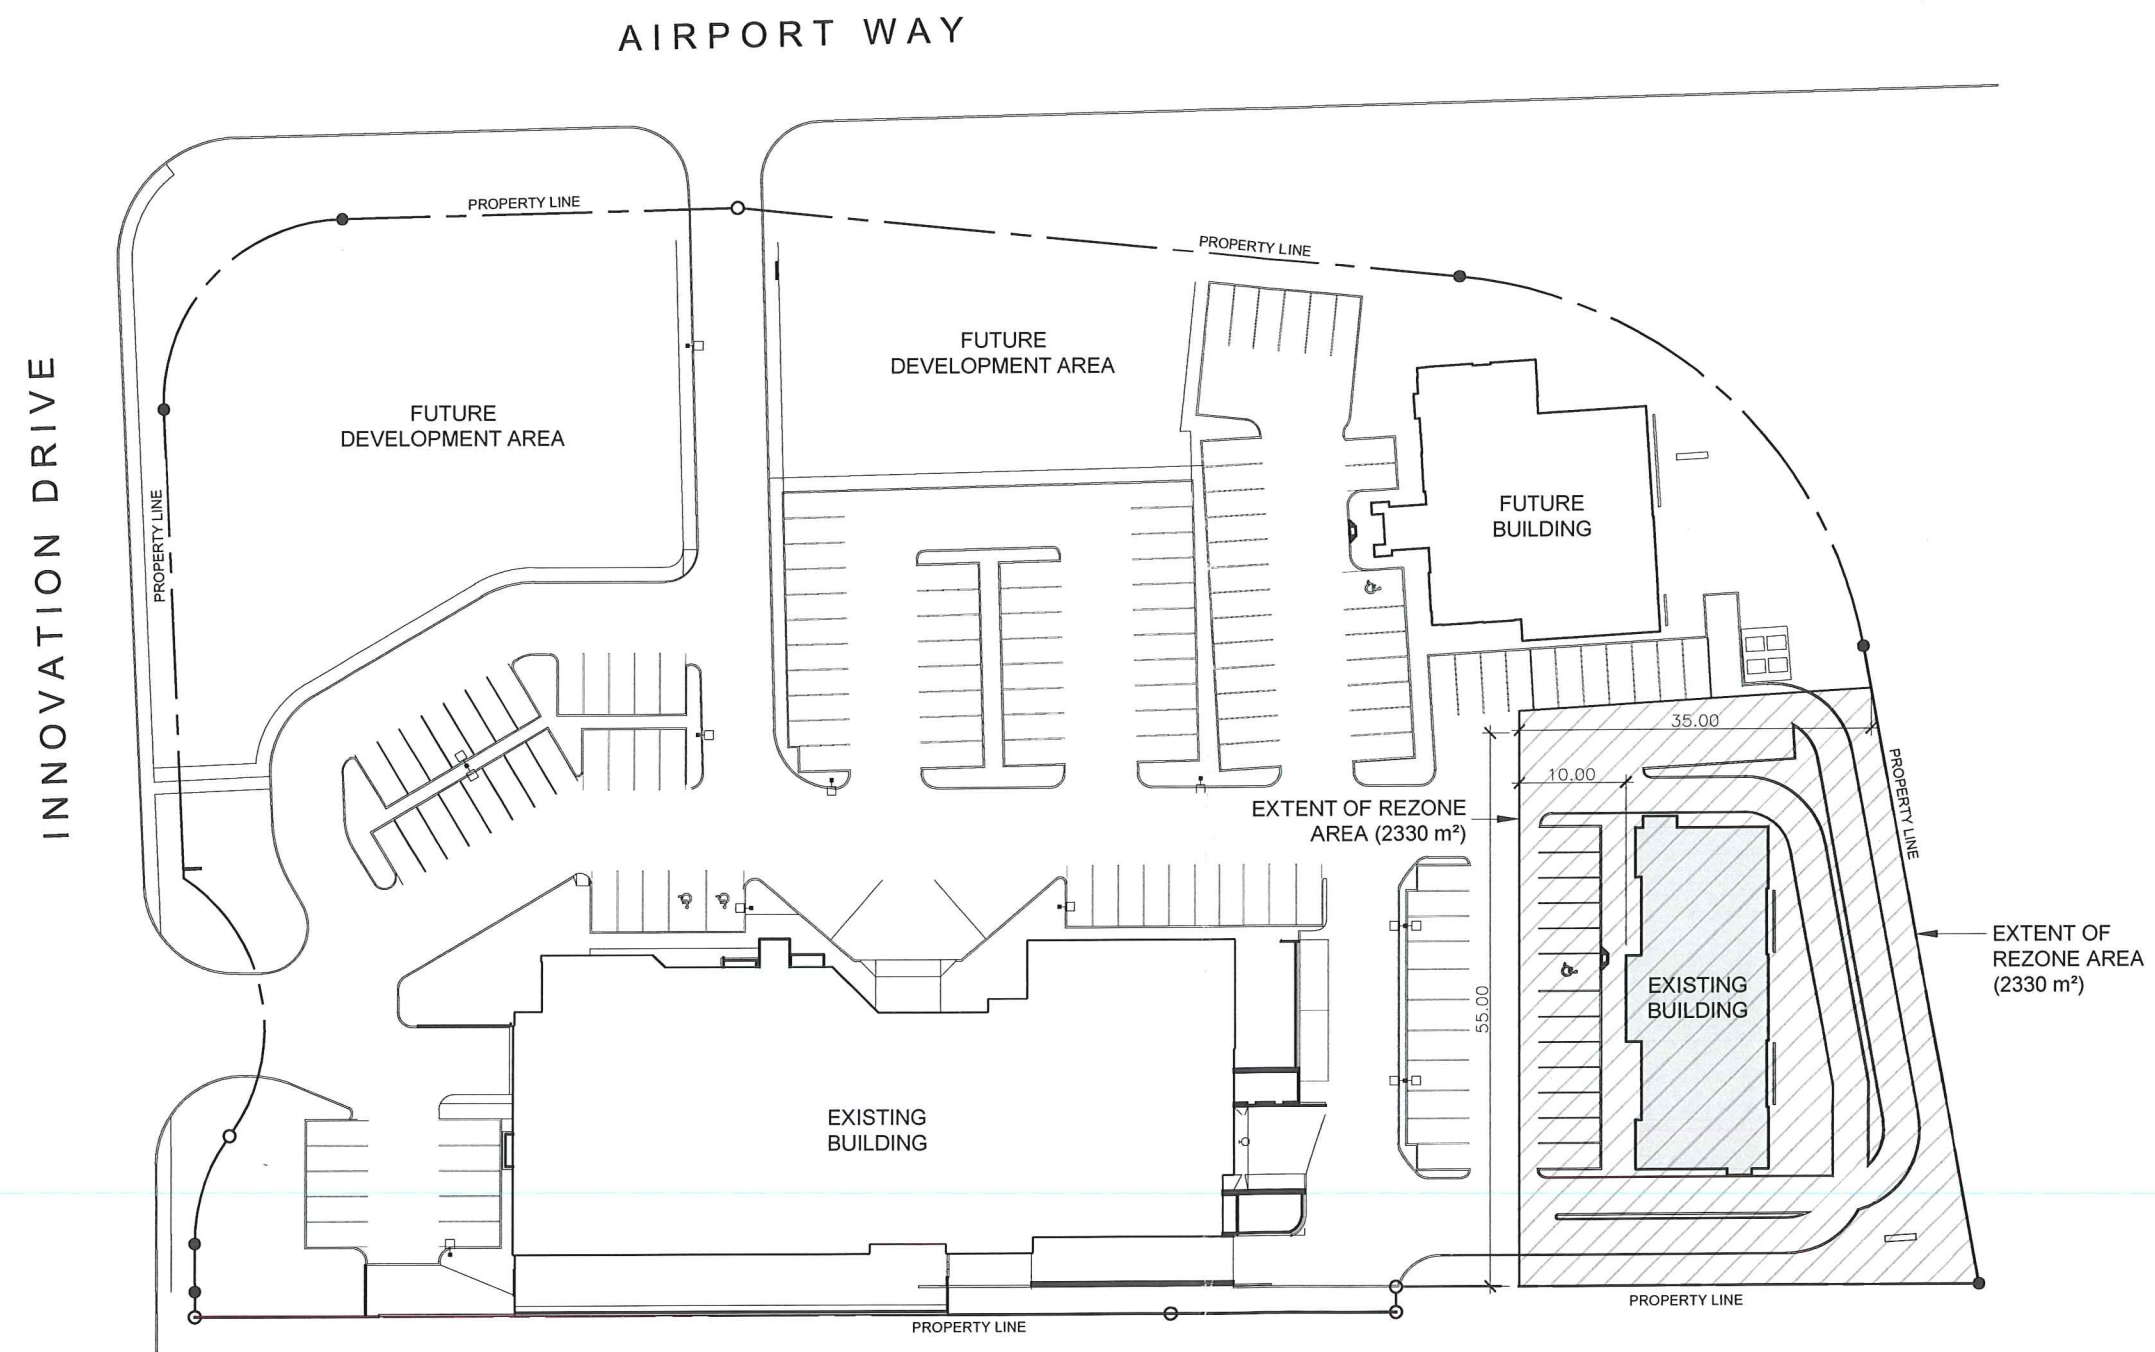 AIRPORT WAY
PROPERTY LINE
PROPERTY LINE
FUTURE
DEVELOPMENT AREA
FUTURE
DEVELOPMENT AREA
INNOVATION DRIVE
PROPERTY LINE
FUTURE
BUILDING
35.00
10.00
PROPERTY LINE
EXTENT OF REZONE
AREA (2330 m²)
EXTENT OF
REZONE AREA
(2330 m²)
EXISTING
BUILDING
55.00
EXISTING
BUILDING
PROPERTY LINE
PROPERTY LINE